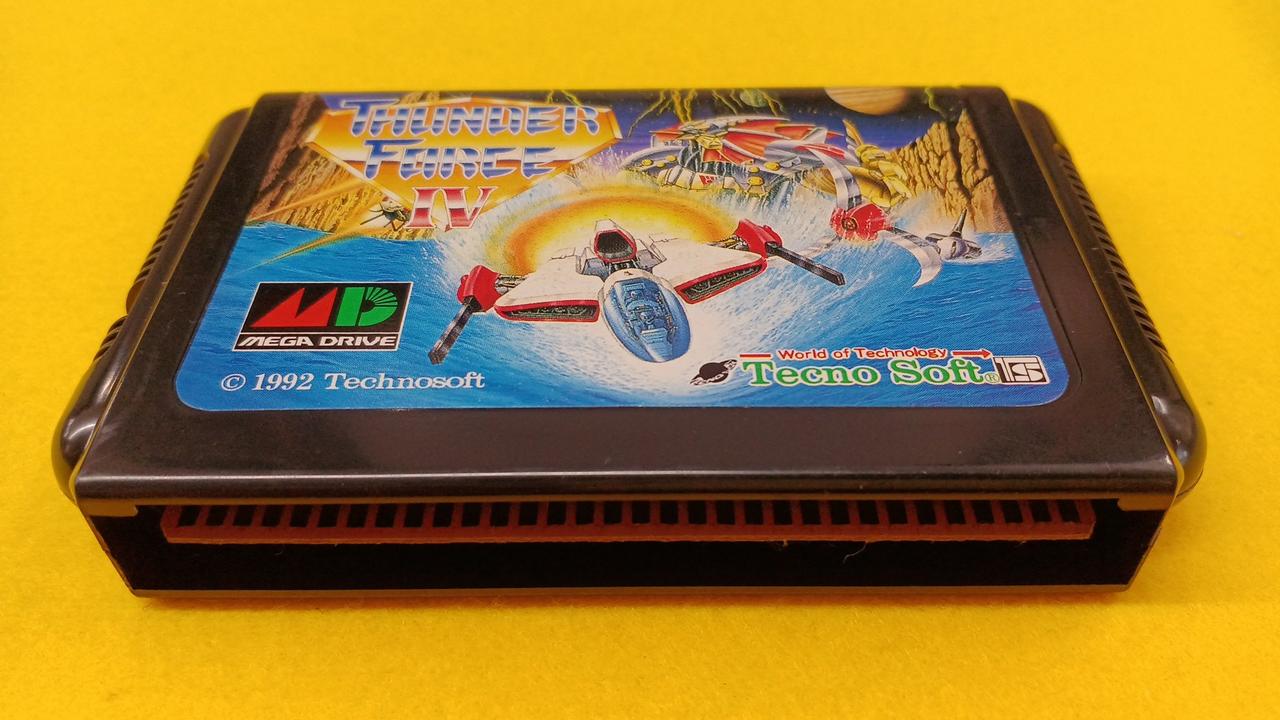 THUNDER
FORCE
IV
MD
MEGA DRIVE
© 1992 Technosoft
World of Technology
Tecno Soft®